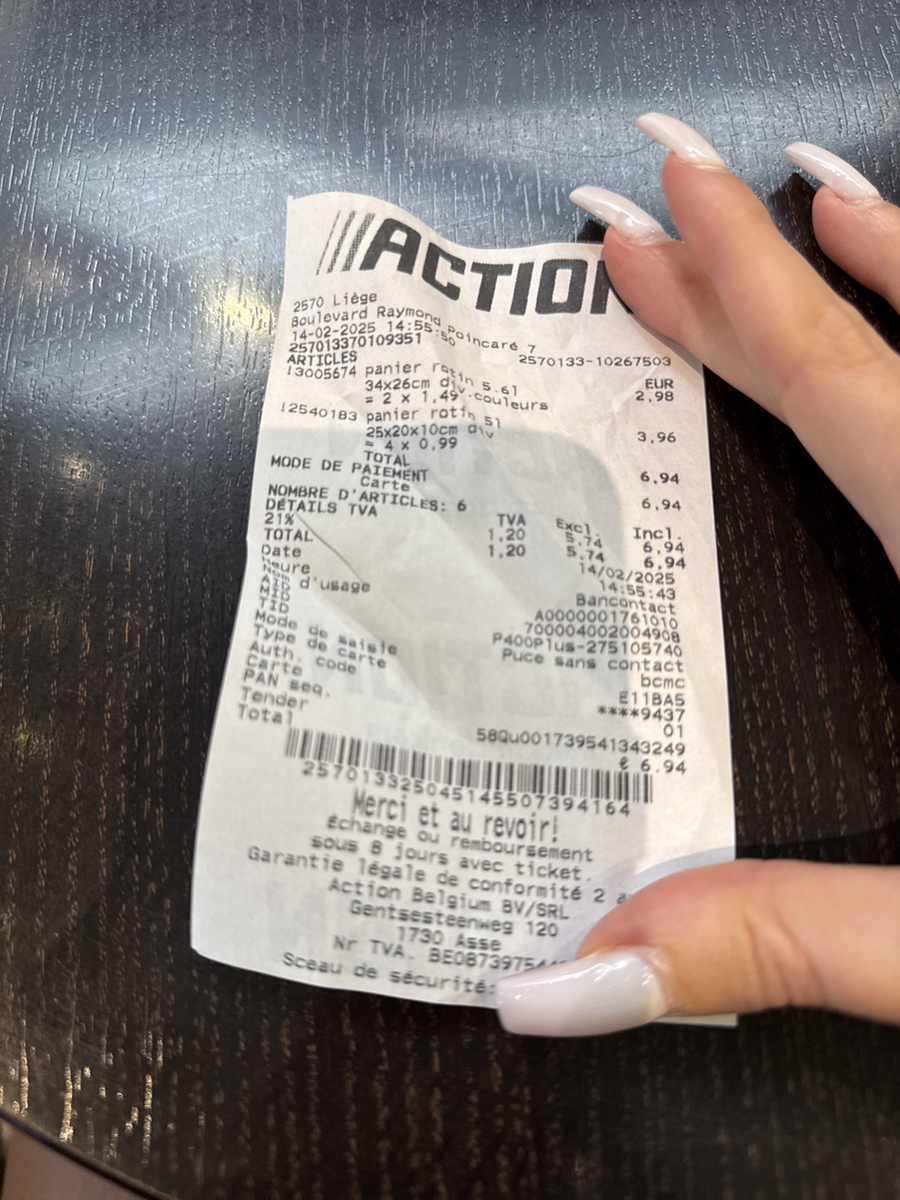 ACTION
2570 Liège
Boulevard Raymond Poincaré 7
14-02-2025 14:55:50
257013370109351 2570133-10267503
ARTICLES EUR
13005674 panier rotin 5.61 2,98
34x26cm div.couleurs
= 2 x 1,49
12540183 panier rotin 51
25x20x10cm div 3,96
= 4 x 0,99
TOTAL 6,94
MODE DE PAIEMENT
Carte 6,94
NOMBRE D'ARTICLES: 6
DÉTAILS TVA TVA Excl. Incl.
21% 1,20 5,74 6,94
TOTAL 1,20 5,74 6,94
Date 14/02/2025
Heure 14:55:43
Nom d'usage Bancontact
AID A0000001761010
MID 700004002004908
TID P400Plus-275105740
Mode de saisie Puce sans contact
Type de carte bcmc
Auth. code E11BA5
Carte ****9437
PAN seq. 01
Tender 58Qu001739541343249
Total € 6.94
257013325045145507394164
Merci et au revoir!
Échange ou remboursement
sous 8 jours avec ticket.
Garantie légale de conformité 2
Action Belgium BV/SRL
Gentsesteenweg 120
1730 Asse
Nr TVA. BE08739754
Sceau de sécurité: